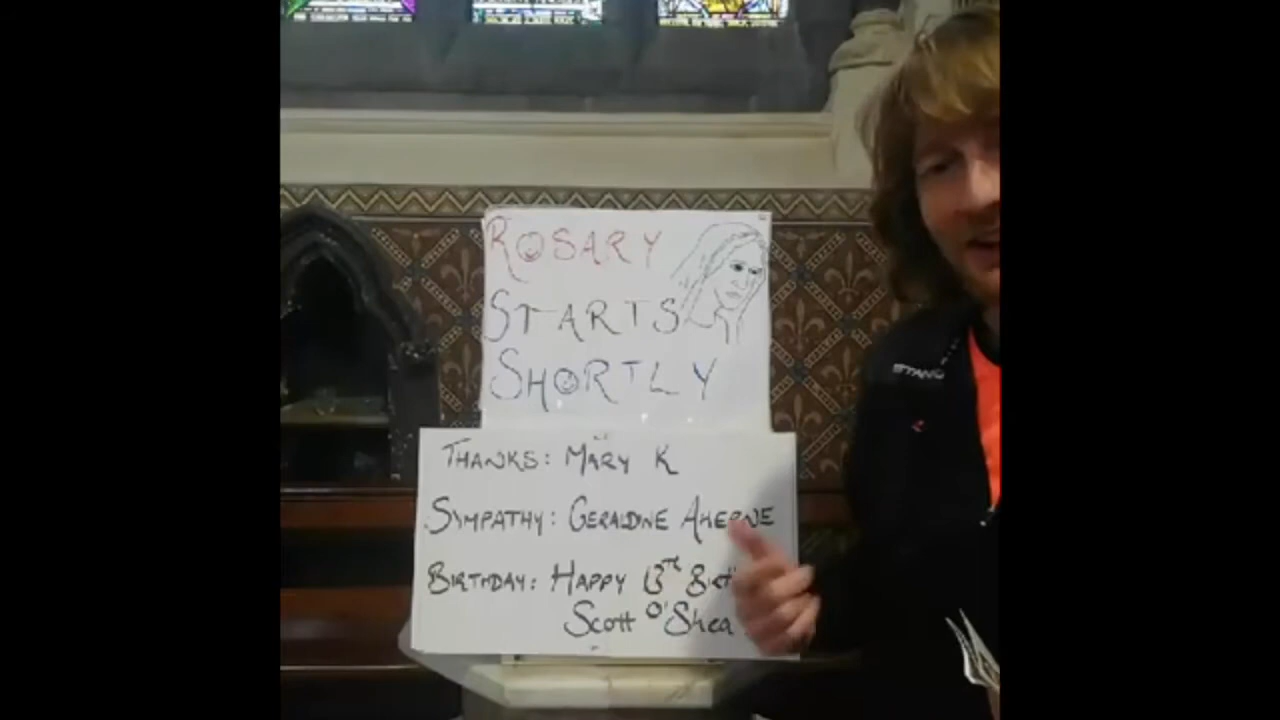 ROSARY
STARTS
SHORTLY
THANKS: MARY K
SYMPATHY: GERALDINE AHERNE
BIRTHDAY: HAPPY 13TH
SCOTT O'SHEA